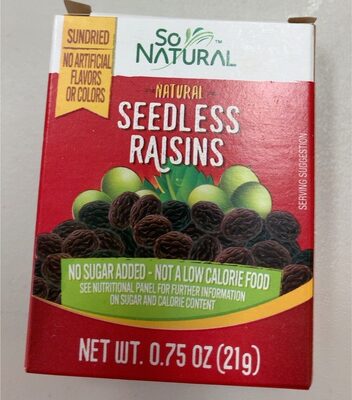 SUNDRIED
NO ARTIFICIAL
FLAVORS
OR COLORS
So
NATURAL™
NATURAL
SEEDLESS
RAISINS
SERVING SUGGESTION
NO SUGAR ADDED - NOT A LOW CALORIE FOOD
SEE NUTRITIONAL PANEL FOR FURTHER INFORMATION
ON SUGAR AND CALORIE CONTENT
NET WT. 0.75 OZ (21g)